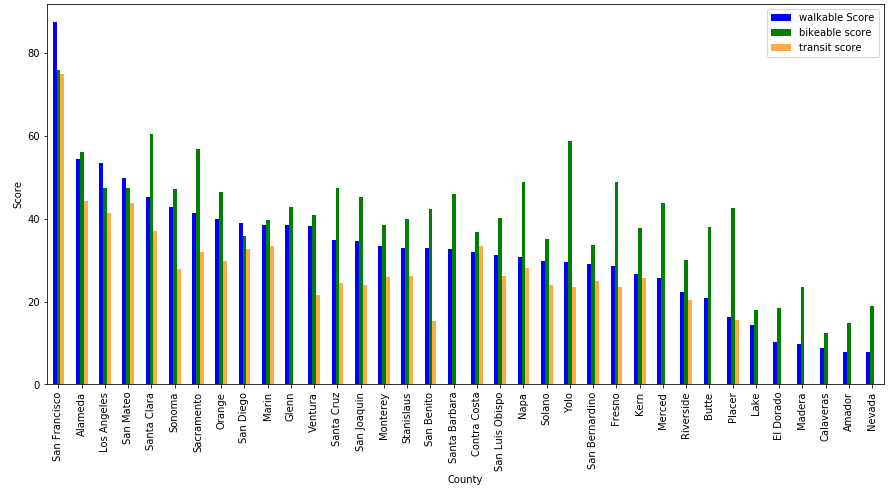 walkable Score
bikeable score
transit score
80
60
40
20
0
Score
San Francisco
Alameda
Los Angeles
San Mateo
Santa Clara
Sonoma
Sacramento
Orange
San Diego
Marin
Glenn
Ventura
Santa Cruz
San Joaquin
Monterey
Stanislaus
San Benito
Santa Barbara
Contra Costa
San Luis Obispo
Napa
Solano
Yolo
San Bernardino
Fresno
Kern
Merced
Riverside
Butte
Placer
Lake
El Dorado
Madera
Calaveras
Amador
Nevada
County